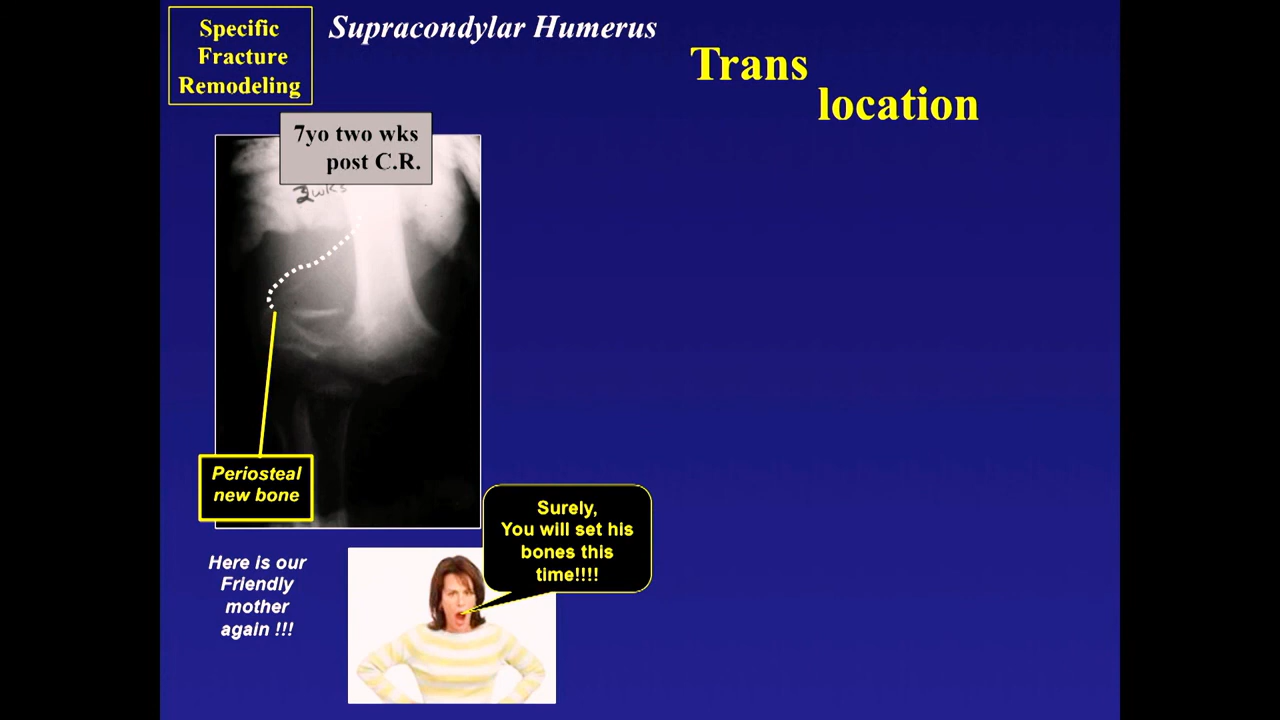 Specific
Fracture
Remodeling
Supracondylar Humerus
Trans
location
7yo two wks
post C.R.
2wks
Periosteal
new bone
Surely,
You will set his
bones this
time!!!!
Here is our
Friendly
mother
again !!!